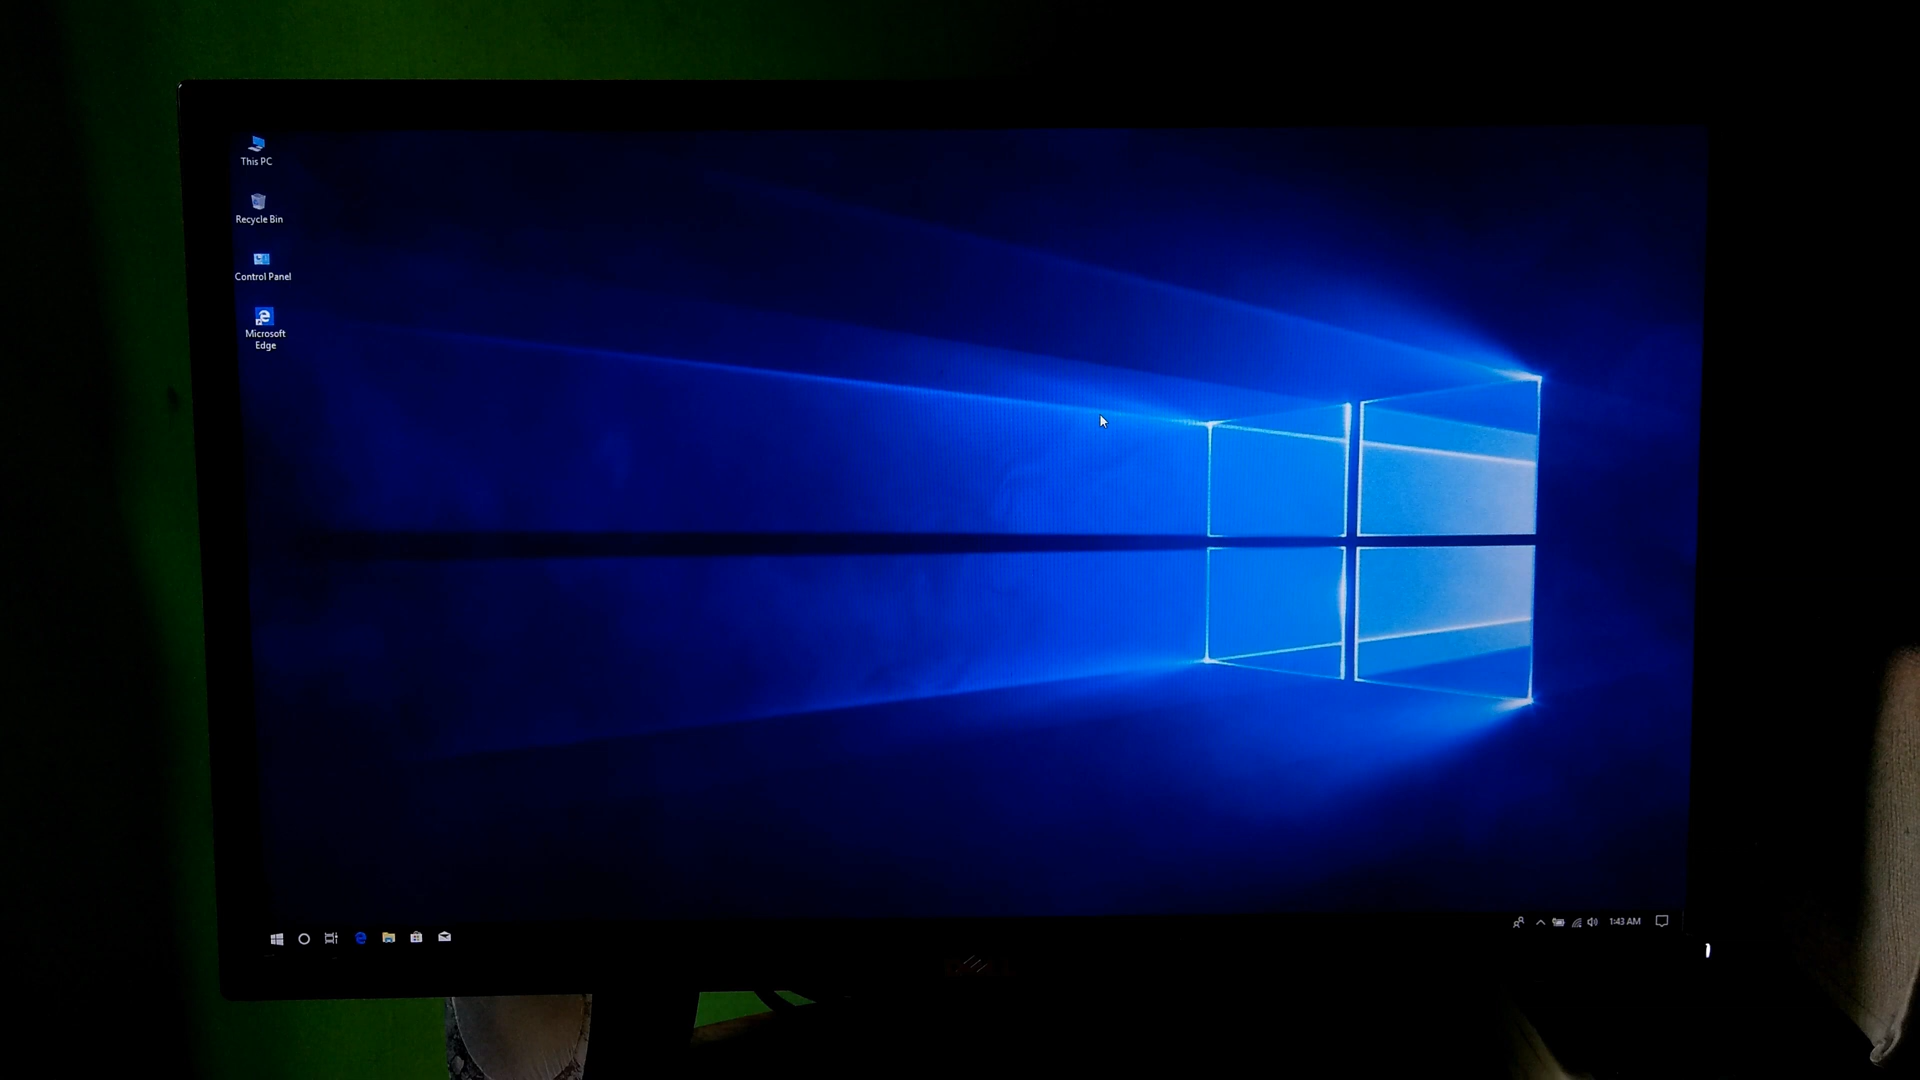 This PC
Recycle Bin
Control Panel
Microsoft
Edge
1:43 AM